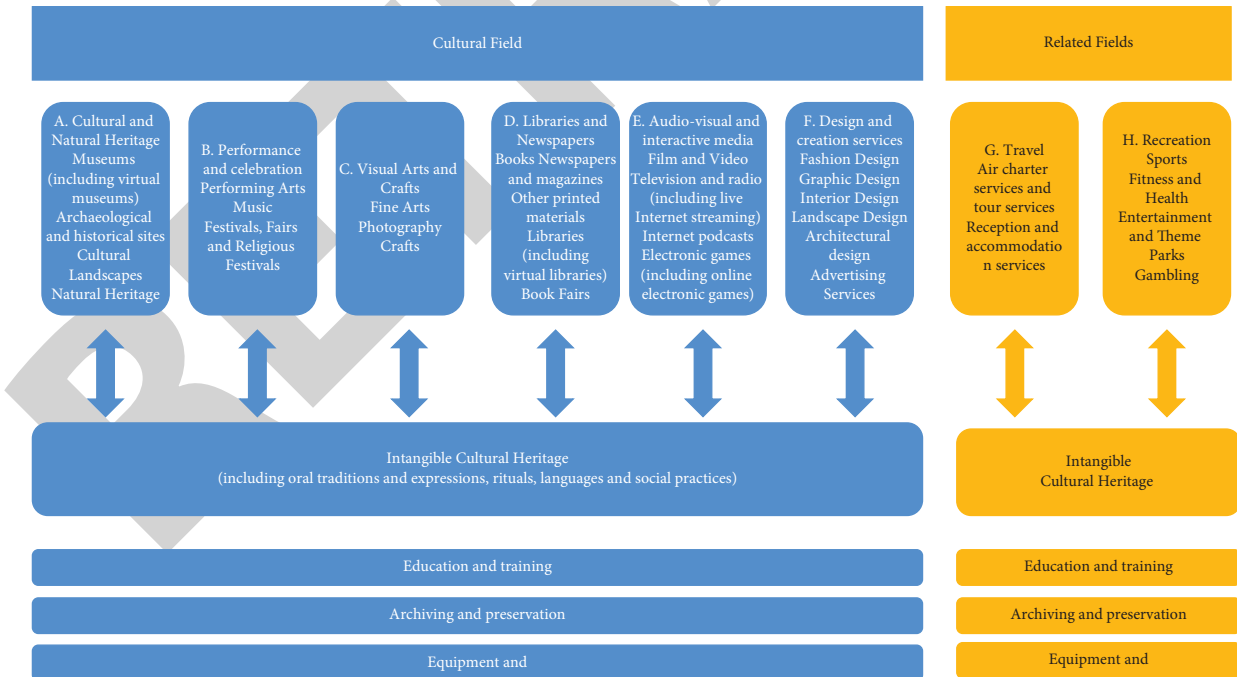 Cultural Field
Related Fields
A. Cultural and
Natural Heritage
Museums
(including virtual
museums)
Archaeological
and historical sites
Cultural
Landscapes
Natural Heritage
B. Performance
and celebration
Performing Arts
Music
Festivals, Fairs
and Religious
Festivals
C. Visual Arts and
Crafts
Fine Arts
Photography
Crafts
D. Libraries and
Newspapers
Books Newspapers
and magazines
Other printed
materials
Libraries
(including
virtual libraries)
Book Fairs
E. Audio-visual and
interactive media
Film and Video
Television and radio
(including live
Internet streaming)
Internet podcasts
Electronic games
(including online
electronic games)
F. Design and
creation services
Fashion Design
Graphic Design
Interior Design
Landscape Design
Architectural
design
Advertising
Services
G. Travel
Air charter
services and
tour services
Reception and
accommodatio
n services
H. Recreation
Sports
Fitness and
Health
Entertainment
and Theme
Parks
Gambling
Intangible Cultural Heritage
(including oral traditions and expressions, rituals, languages and social practices)
Intangible
Cultural Heritage
Education and training
Education and training
Archiving and preservation
Archiving and preservation
Equipment and
Equipment and